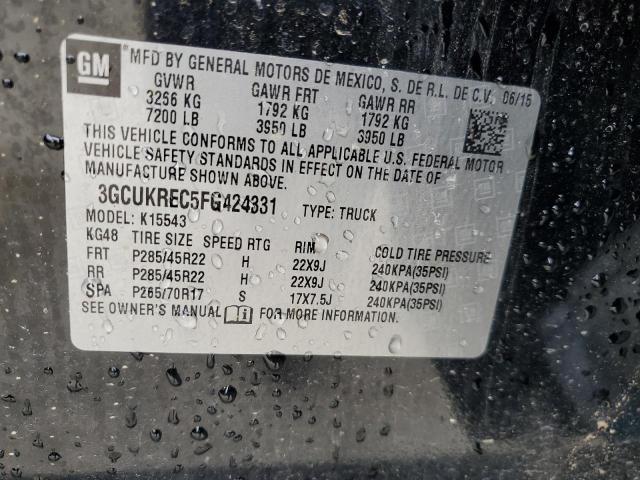 GM ® MFD BY GENERAL MOTORS DE MEXICO, S. DE R.L. DE C.V. 06/15
GVWR GAWR FRT GAWR RR
3256 KG 1792 KG 1792 KG
7200 LB 3950 LB 3950 LB
THIS VEHICLE CONFORMS TO ALL APPLICABLE U.S. FEDERAL MOTOR
VEHICLE SAFETY STANDARDS IN EFFECT ON THE DATE OF
MANUFACTURE SHOWN ABOVE.
3GCUKREC5FG424331 TYPE: TRUCK
MODEL: K15543
KG48 TIRE SIZE SPEED RTG RIM COLD TIRE PRESSURE
FRT P285/45R22 H 22X9J 240KPA(35PSI)
RR P285/45R22 H 22X9J 240KPA(35PSI)
SPA P265/70R17 S 17X7.5J 240KPA(35PSI)
SEE OWNER'S MANUAL FOR MORE INFORMATION.